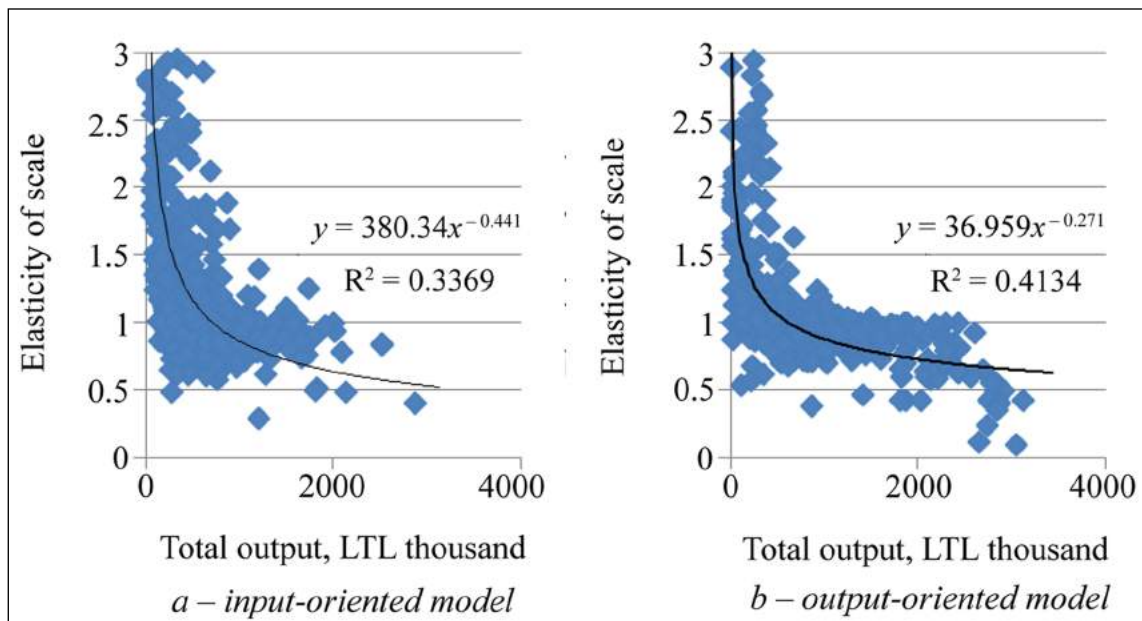 3
2.5
2
1.5
1
0.5
0
Elasticity of scale
y = 380.34x^−0.441
R² = 0.3369
0
2000
4000
Total output, LTL thousand
a – input-oriented model
3
2.5
2
1.5
1
0.5
0
Elasticity of scale
y = 36.959x^−0.271
R² = 0.4134
0
2000
4000
Total output, LTL thousand
b – output-oriented model